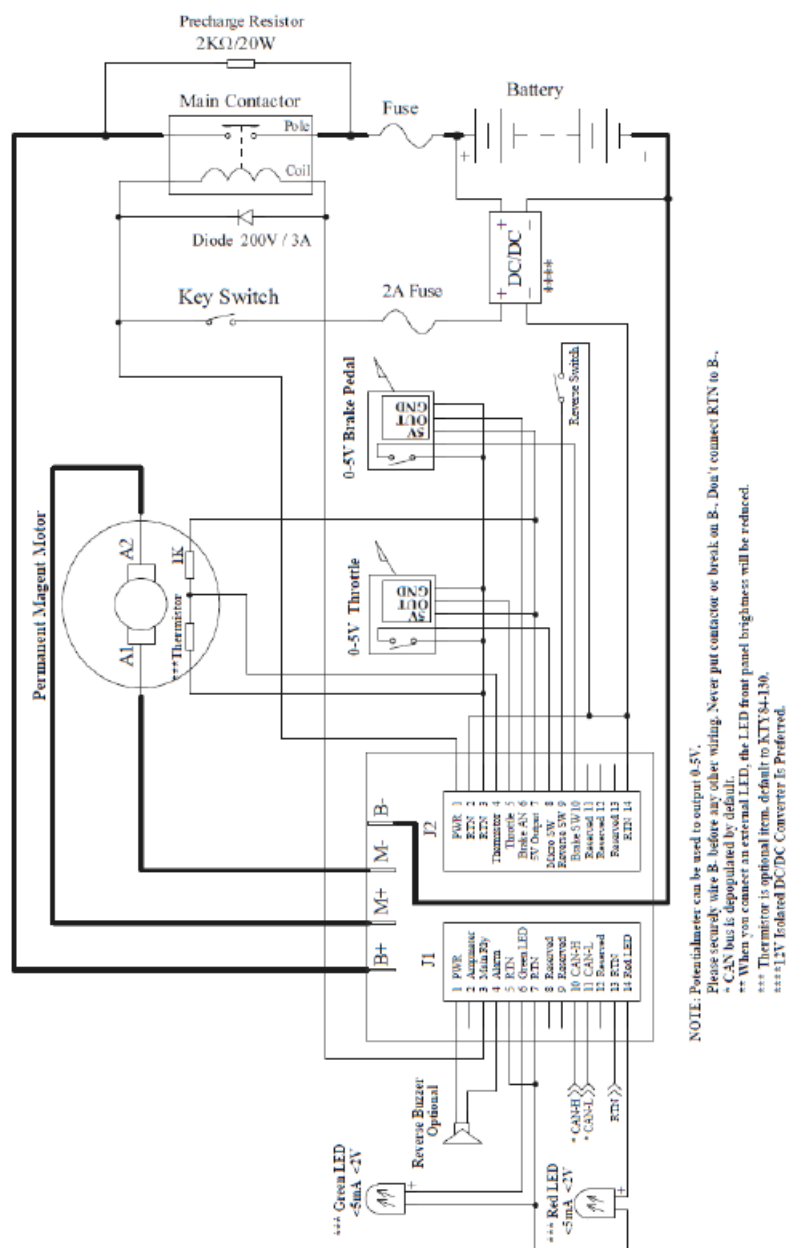 Precharge Resistor
2KΩ/20W
Main Contactor
Pole
Coil
Fuse
Battery
+
-
Diode 200V / 3A
Key Switch
2A Fuse
+ -
DC/DC
+ -
****
Reverse Switch
0-5V Brake Pedal
GND
OUT
5V
0-5V Throttle
GND
OUT
5V
Permanent Magent Motor
A1
A2
1K
***Thermistor
B+
M+
M-
B-
J2
PWR 1
RTN 2
RTN 3
Thermistor 4
Throttle 5
Brake AN 6
5V Output 7
Micro SW 8
Reverse SW 9
Brake SW 10
Reserved 11
Reserved 12
Reserved 13
RTN 14
J1
1 PWR
2 Ampmeter
3 Main Rly
4 Alarm
5 RTN
6 Green LED
7 RTN
8 Reserved
9 Reserved
10 CAN-H
11 CAN-L
12 Reserved
13 RTN
14 Red LED
Reverse Buzzer
Optional
* CAN-H
* CAN-L
RTN
*** Green LED
<5mA <2V
+
*** Red LED
<5mA <2V
+
NOTE: Potentialmeter can be used to output 0-5V.
Please securely wire B- before any other wiring. Never put contactor or break on B-. Don't connect RTN to B-.
* CAN bus is depopulated by default.
** When you connect an external LED, the LED front panel brightness will be reduced.
*** Thermistor is optional item. default to KTY84-130.
****12V Isolated DC/DC Converter Is Preferred.